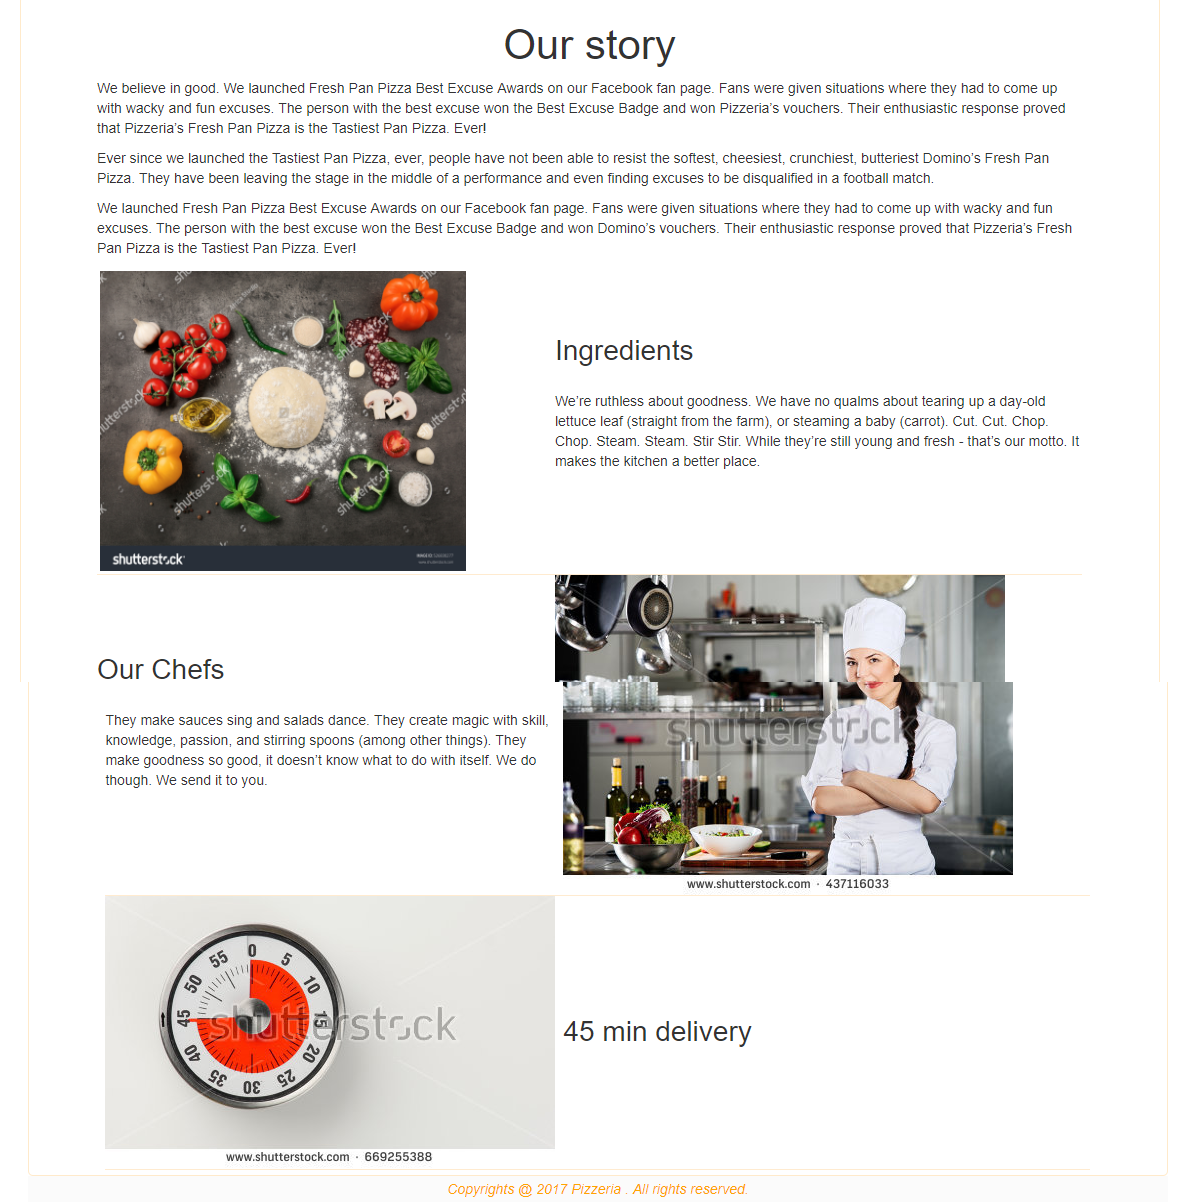 Our story
We believe in good. We launched Fresh Pan Pizza Best Excuse Awards on our Facebook fan page. Fans were given situations where they had to come up
with wacky and fun excuses. The person with the best excuse won the Best Excuse Badge and won Pizzeria’s vouchers. Their enthusiastic response proved
that Pizzeria’s Fresh Pan Pizza is the Tastiest Pan Pizza. Ever!
Ever since we launched the Tastiest Pan Pizza, ever, people have not been able to resist the softest, cheesiest, crunchiest, butteriest Domino’s Fresh Pan
Pizza. They have been leaving the stage in the middle of a performance and even finding excuses to be disqualified in a football match.
We launched Fresh Pan Pizza Best Excuse Awards on our Facebook fan page. Fans were given situations where they had to come up with wacky and fun
excuses. The person with the best excuse won the Best Excuse Badge and won Domino’s vouchers. Their enthusiastic response proved that Pizzeria’s Fresh
Pan Pizza is the Tastiest Pan Pizza. Ever!
shutterstock
Ingredients
We’re ruthless about goodness. We have no qualms about tearing up a day-old
lettuce leaf (straight from the farm), or steaming a baby (carrot). Cut. Cut. Chop.
Chop. Steam. Steam. Stir Stir. While they’re still young and fresh - that’s our motto. It
makes the kitchen a better place.
Our Chefs
They make sauces sing and salads dance. They create magic with skill,
knowledge, passion, and stirring spoons (among other things). They
make goodness so good, it doesn’t know what to do with itself. We do
though. We send it to you.
shutterstock
www.shutterstock.com · 437116033
0
5
10
15
20
25
30
35
40
45
50
55
shutterstock
www.shutterstock.com · 669255388
45 min delivery
Copyrights @ 2017 Pizzeria . All rights reserved.